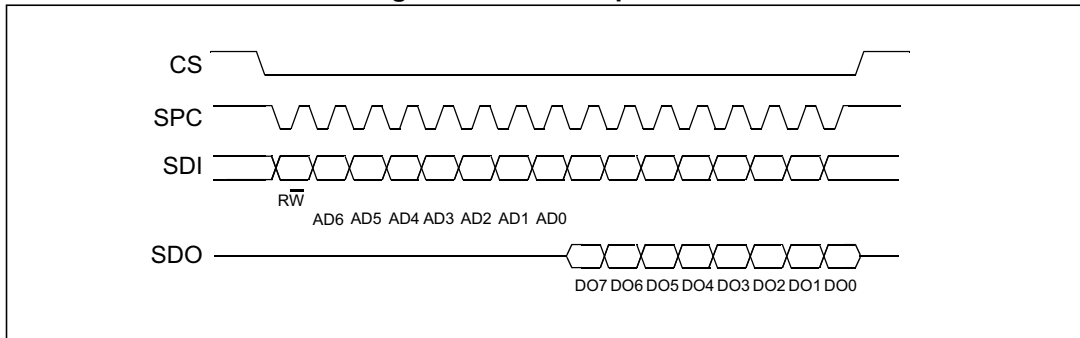 CS
SPC
SDI
RW̅
AD6 AD5 AD4 AD3 AD2 AD1 AD0
SDO
DO7 DO6 DO5 DO4 DO3 DO2 DO1 DO0